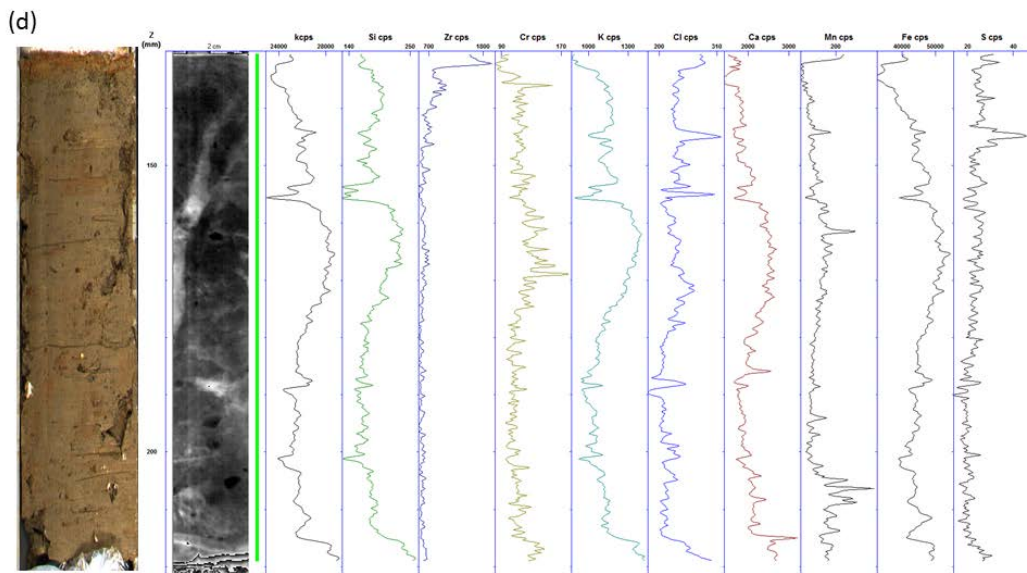 (d)
Z
(mm)
2 cm
kcps
Si cps
Zr cps
Cr cps
K cps
Cl cps
Ca cps
Mn cps
Fe cps
S cps
24000 28000
140 250
700 1000
90 170
1000 1300
200 310
2000 3000
200
40000 50000
20 40
150
200